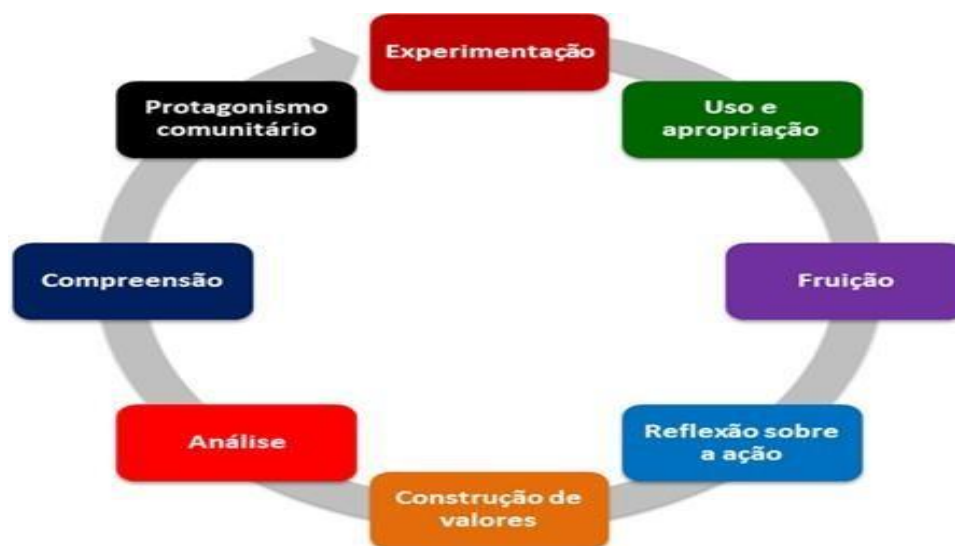 Experimentação
Uso e
apropriação
Fruição
Reflexão sobre
a ação
Construção de
valores
Análise
Compreensão
Protagonismo
comunitário